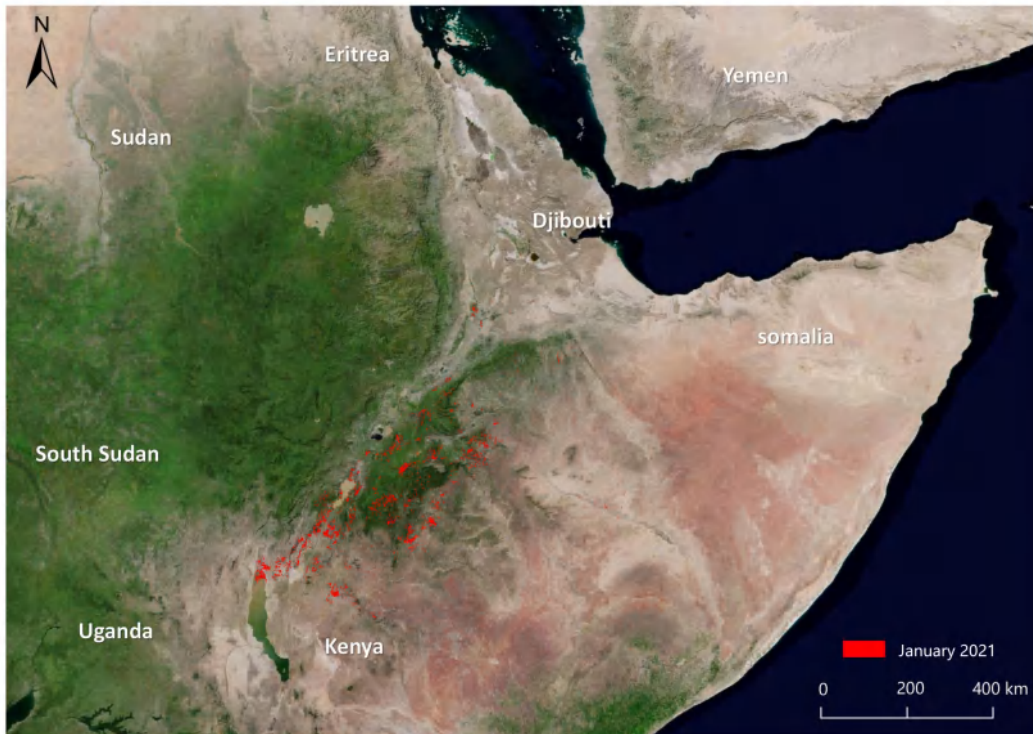 N
Eritrea
Yemen
Sudan
Djibouti
somalia
South Sudan
Uganda
Kenya
January 2021
0 200 400 km